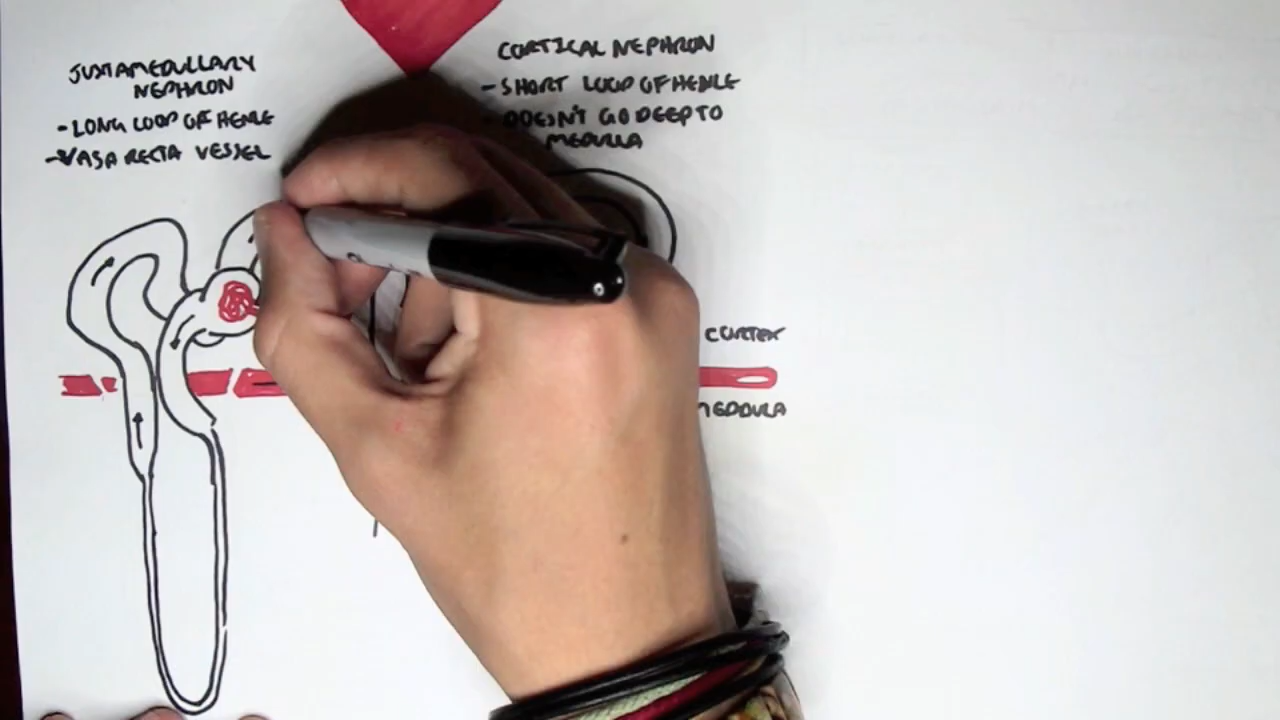 JUXTAMEDULLARY
NEPHRON
-LONG LOOP OF HENLE
-VASA RECTA VESSEL
CORTICAL NEPHRON
-SHORT LOOP OF HENLE
- DOESN'T GO DEEP TO
MEDULLA
CORTEX
MEDDULA